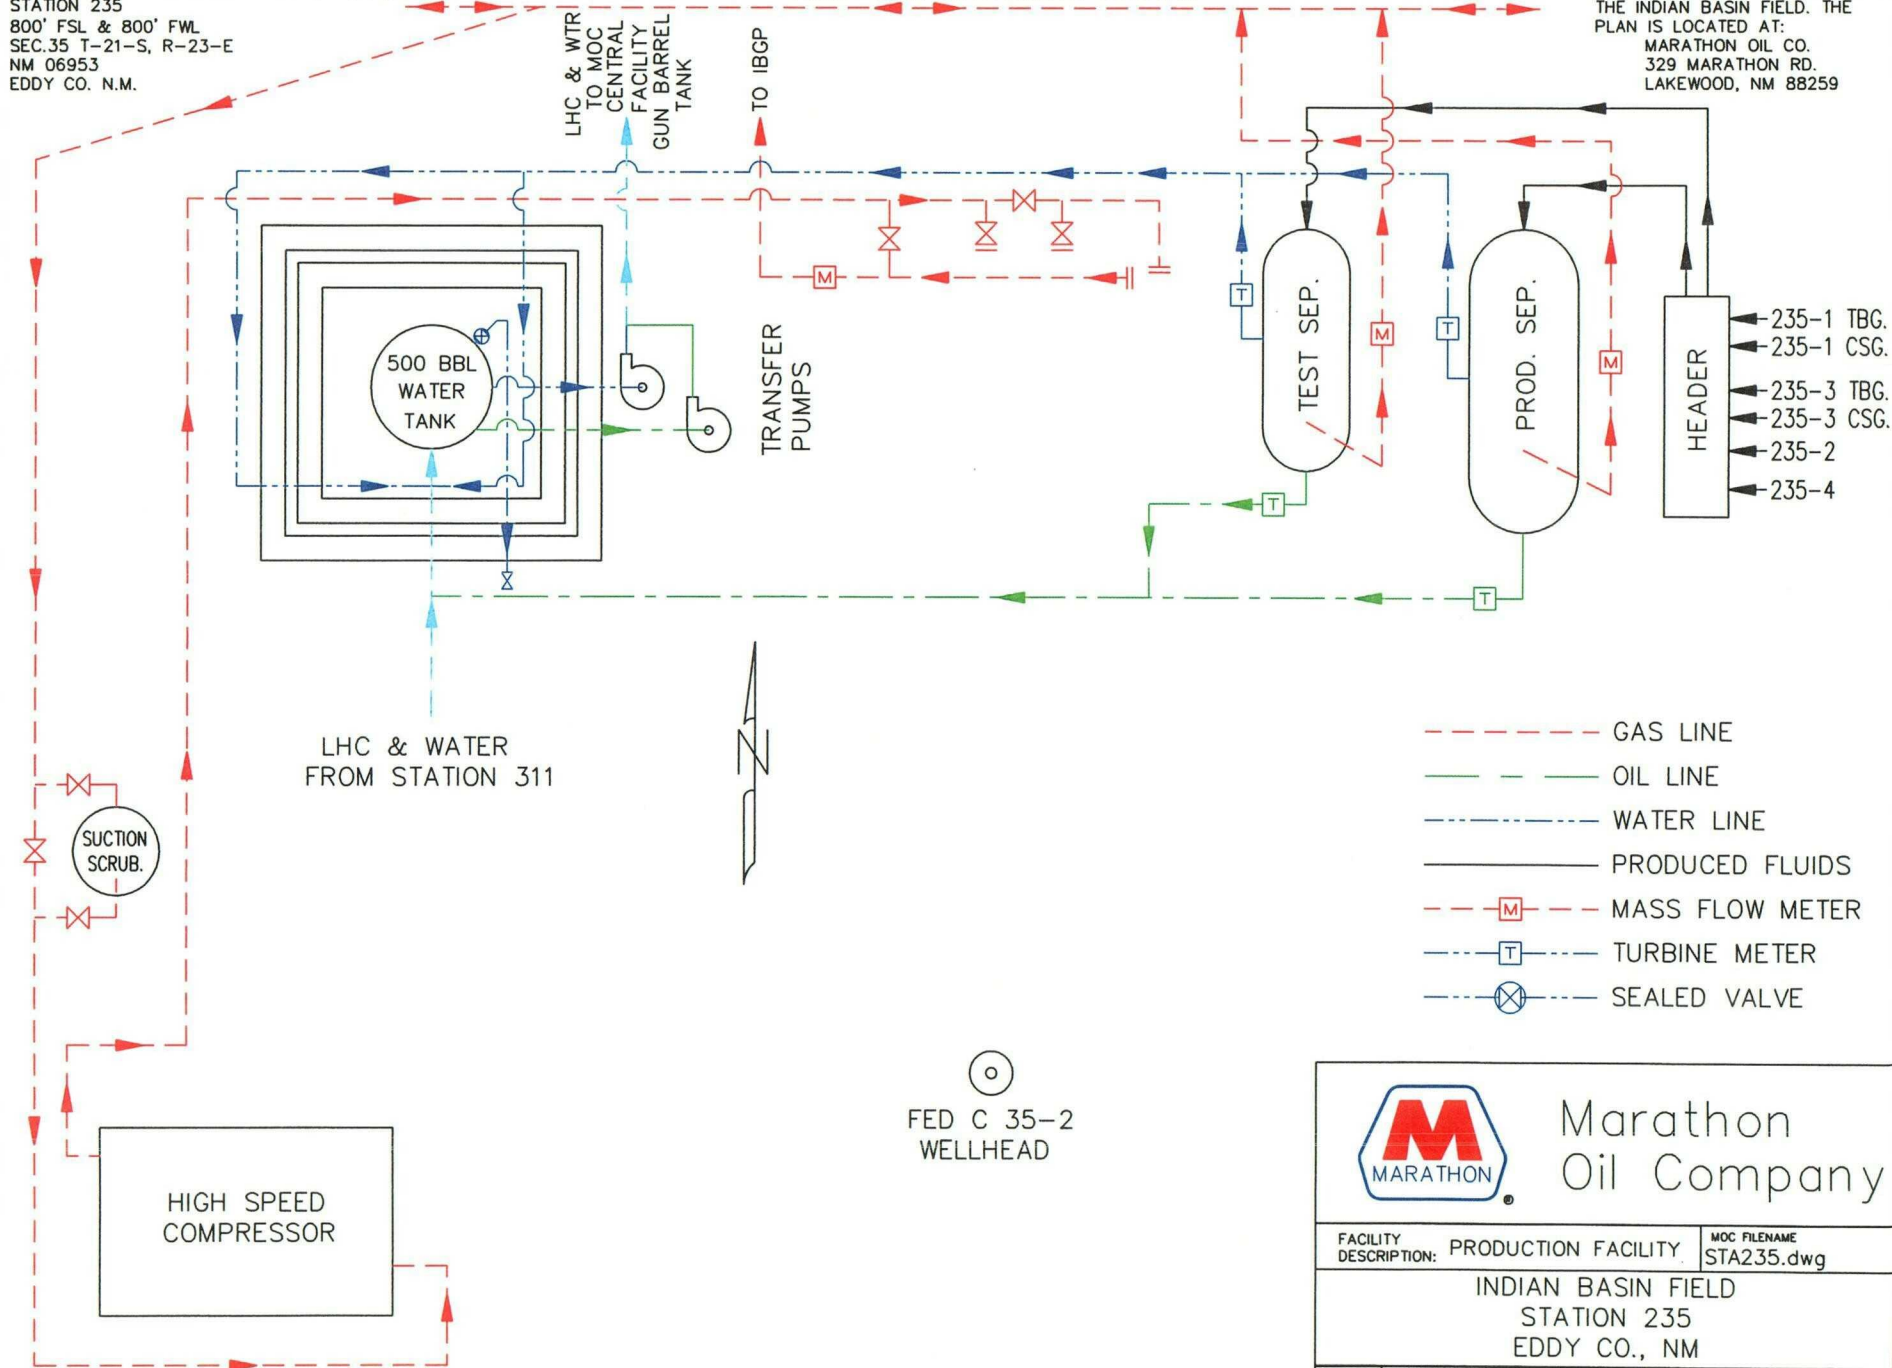 STATION 235
800' FSL & 800' FWL
SEC.35 T-21-S, R-23-E
NM 06953
EDDY CO. N.M.
THE INDIAN BASIN FIELD. THE
PLAN IS LOCATED AT:
MARATHON OIL CO.
329 MARATHON RD.
LAKEWOOD, NM 88259
LHC & WTR
TO MOC
CENTRAL
FACILITY
GUN BARREL
TANK
TO IBGP
M
500 BBL
WATER
TANK
TRANSFER
PUMPS
T
TEST SEP.
M
T
PROD. SEP.
M
HEADER
235-1 TBG.
235-1 CSG.
235-3 TBG.
235-3 CSG.
235-2
235-4
T
T
LHC & WATER
FROM STATION 311
N
SUCTION
SCRUB.
GAS LINE
OIL LINE
WATER LINE
PRODUCED FLUIDS
M MASS FLOW METER
T TURBINE METER
SEALED VALVE
FED C 35-2
WELLHEAD
HIGH SPEED
COMPRESSOR
M
MARATHON
®
Marathon
Oil Company
FACILITY
DESCRIPTION: PRODUCTION FACILITY
MOC FILENAME
STA235.dwg
INDIAN BASIN FIELD
STATION 235
EDDY CO., NM